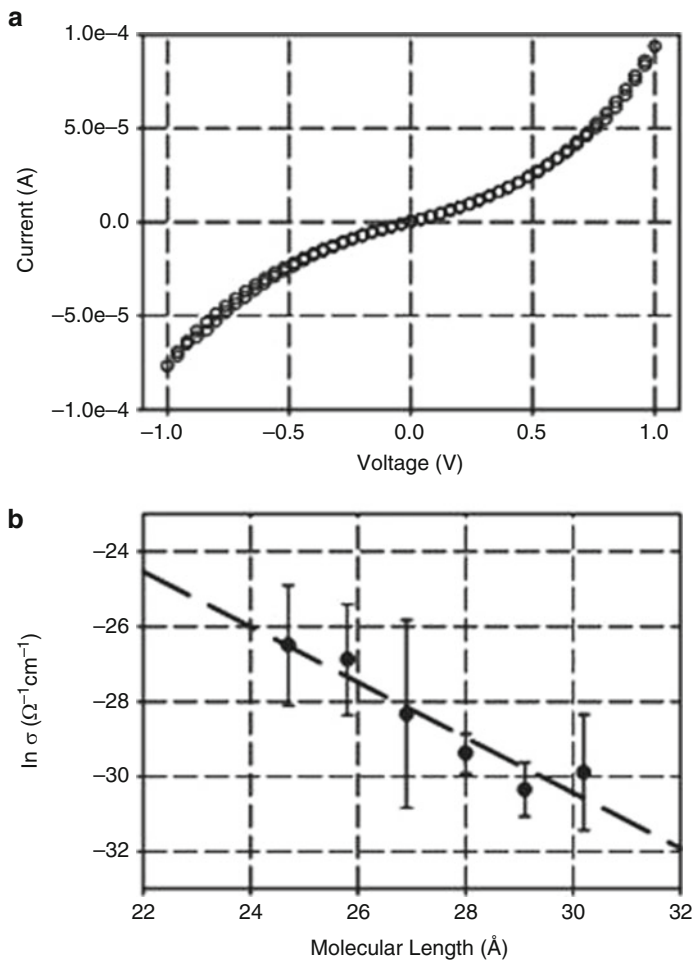 a
1.0e–4
5.0e–5
0.0
–5.0e–5
–1.0e–4
Current (A)
–1.0 –0.5 0.0 0.5 1.0
Voltage (V)
b
–24
–26
–28
–30
–32
ln σ (Ω⁻¹cm⁻¹)
22 24 26 28 30 32
Molecular Length (Å)